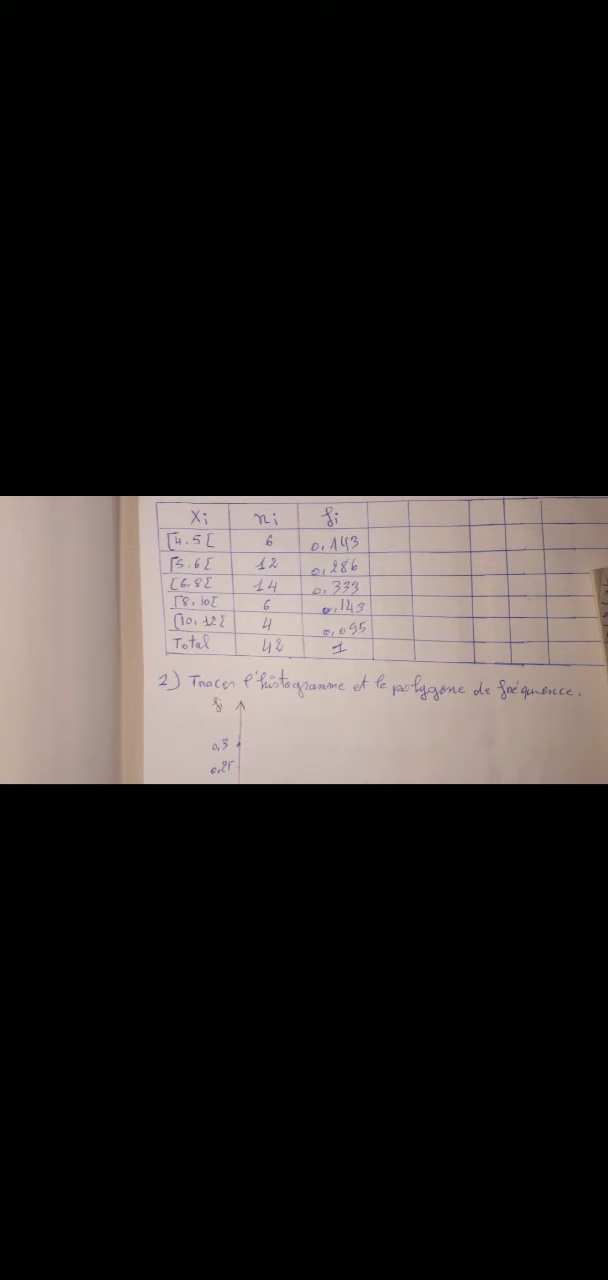 Xi ni fi
[4.5[ 6 0,143
[5.6[ 12 0,286
[6.8[ 14 0,333
[8,10[ 6 0,143
[10,12[ 4 0,095
Total 42 1
2) Tracer l'histogramme et le polygone de fréquence.
fi
0,3
0,25